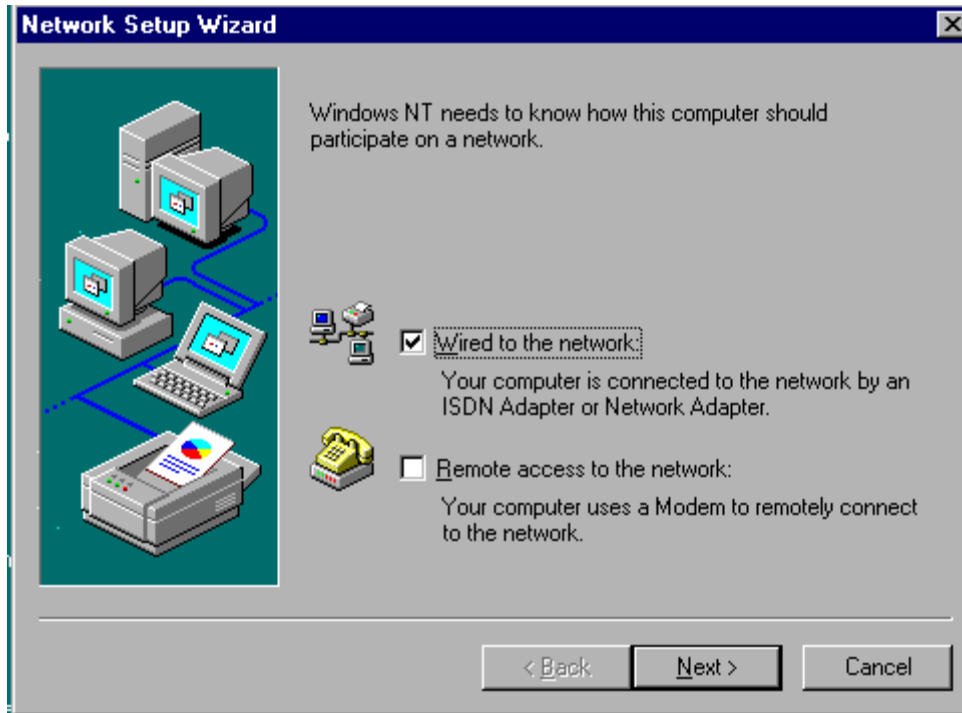 Network Setup Wizard
Windows NT needs to know how this computer should
participate on a network.
Wired to the network:
Your computer is connected to the network by an
ISDN Adapter or Network Adapter.
Remote access to the network:
Your computer uses a Modem to remotely connect
to the network.
< Back
Next >
Cancel